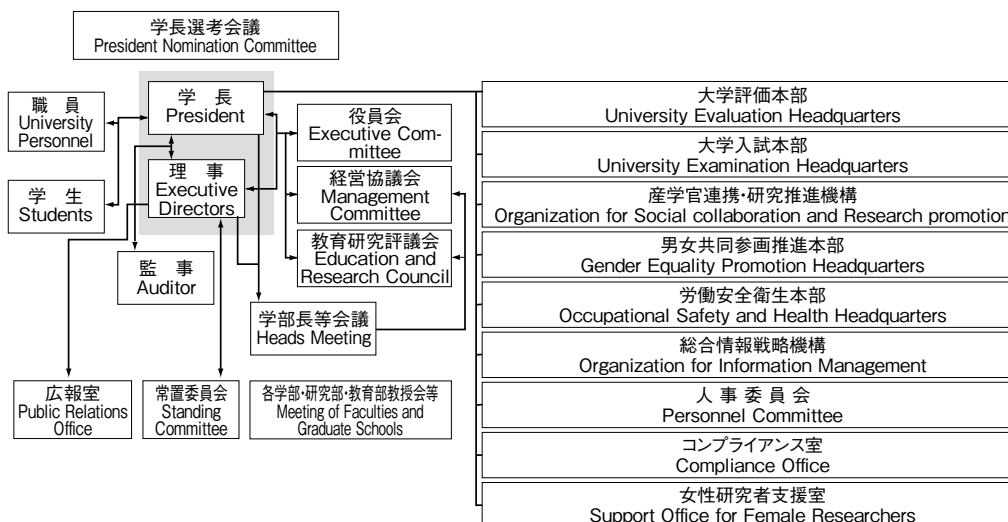 学長選考会議
President Nomination Committee
学 長
President
職 員
University
Personnel
学 生
Students
理 事
Executive
Directors
監 事
Auditor
役員会
Executive Com-
mittee
経営協議会
Management
Committee
教育研究評議会
Education and
Research Council
学部長等会議
Heads Meeting
広報室
Public Relations
Office
常置委員会
Standing
Committee
各学部・研究部・教育部教授会等
Meeting of Faculties and
Graduate Schools
大学評価本部
University Evaluation Headquarters
大学入試本部
University Examination Headquarters
産学官連携・研究推進機構
Organization for Social collaboration and Research promotion
男女共同参画推進本部
Gender Equality Promotion Headquarters
労働安全衛生本部
Occupational Safety and Health Headquarters
総合情報戦略機構
Organization for Information Management
人 事 委 員 会
Personnel Committee
コンプライアンス室
Compliance Office
女性研究者支援室
Support Office for Female Researchers